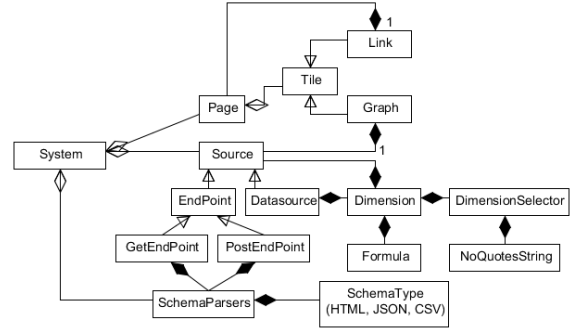 1
Link
Tile
Page
Graph
1
System
Source
EndPoint
Datasource
Dimension
DimensionSelector
GetEndPoint
PostEndPoint
Formula
NoQuotesString
SchemaParsers
SchemaType
(HTML, JSON, CSV)